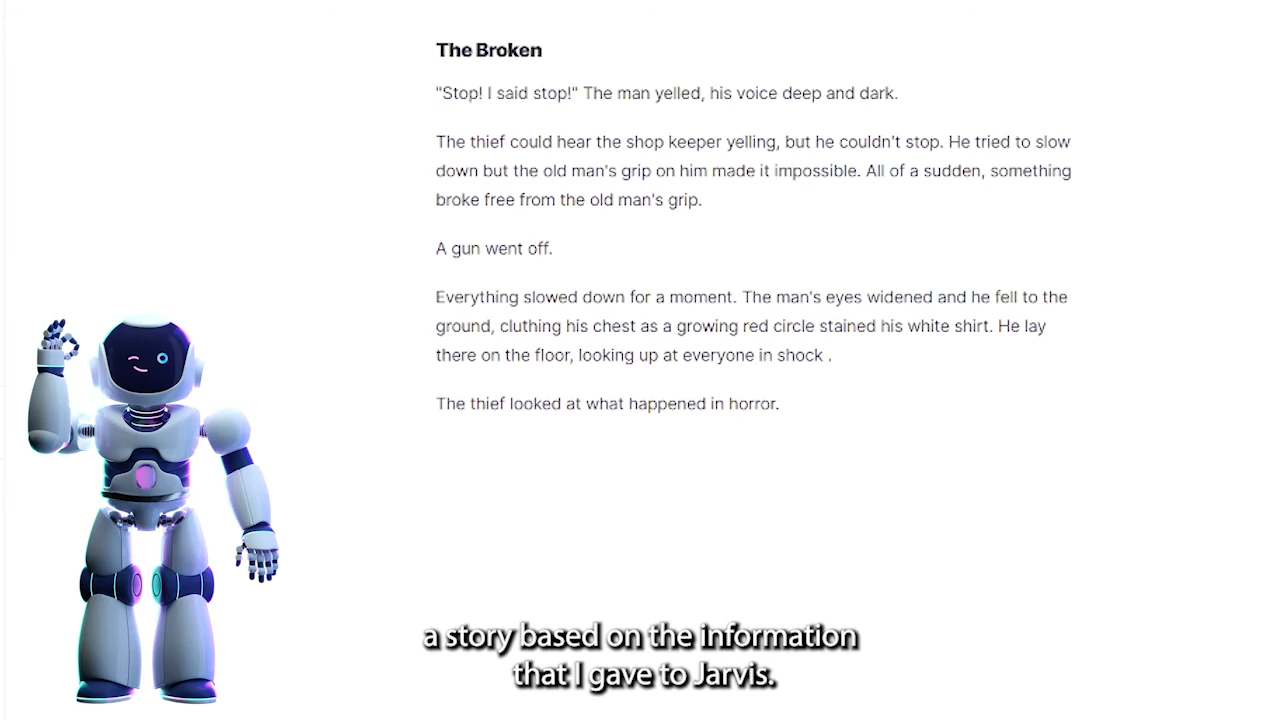 The Broken
"Stop! I said stop!" The man yelled, his voice deep and dark.
The thief could hear the shop keeper yelling, but he couldn't stop. He tried to slow
down but the old man's grip on him made it impossible. All of a sudden, something
broke free from the old man's grip.
A gun went off.
Everything slowed down for a moment. The man's eyes widened and he fell to the
ground, cluthing his chest as a growing red circle stained his white shirt. He lay
there on the floor, looking up at everyone in shock .
The thief looked at what happened in horror.
a story based on the information
that I gave to Jarvis.